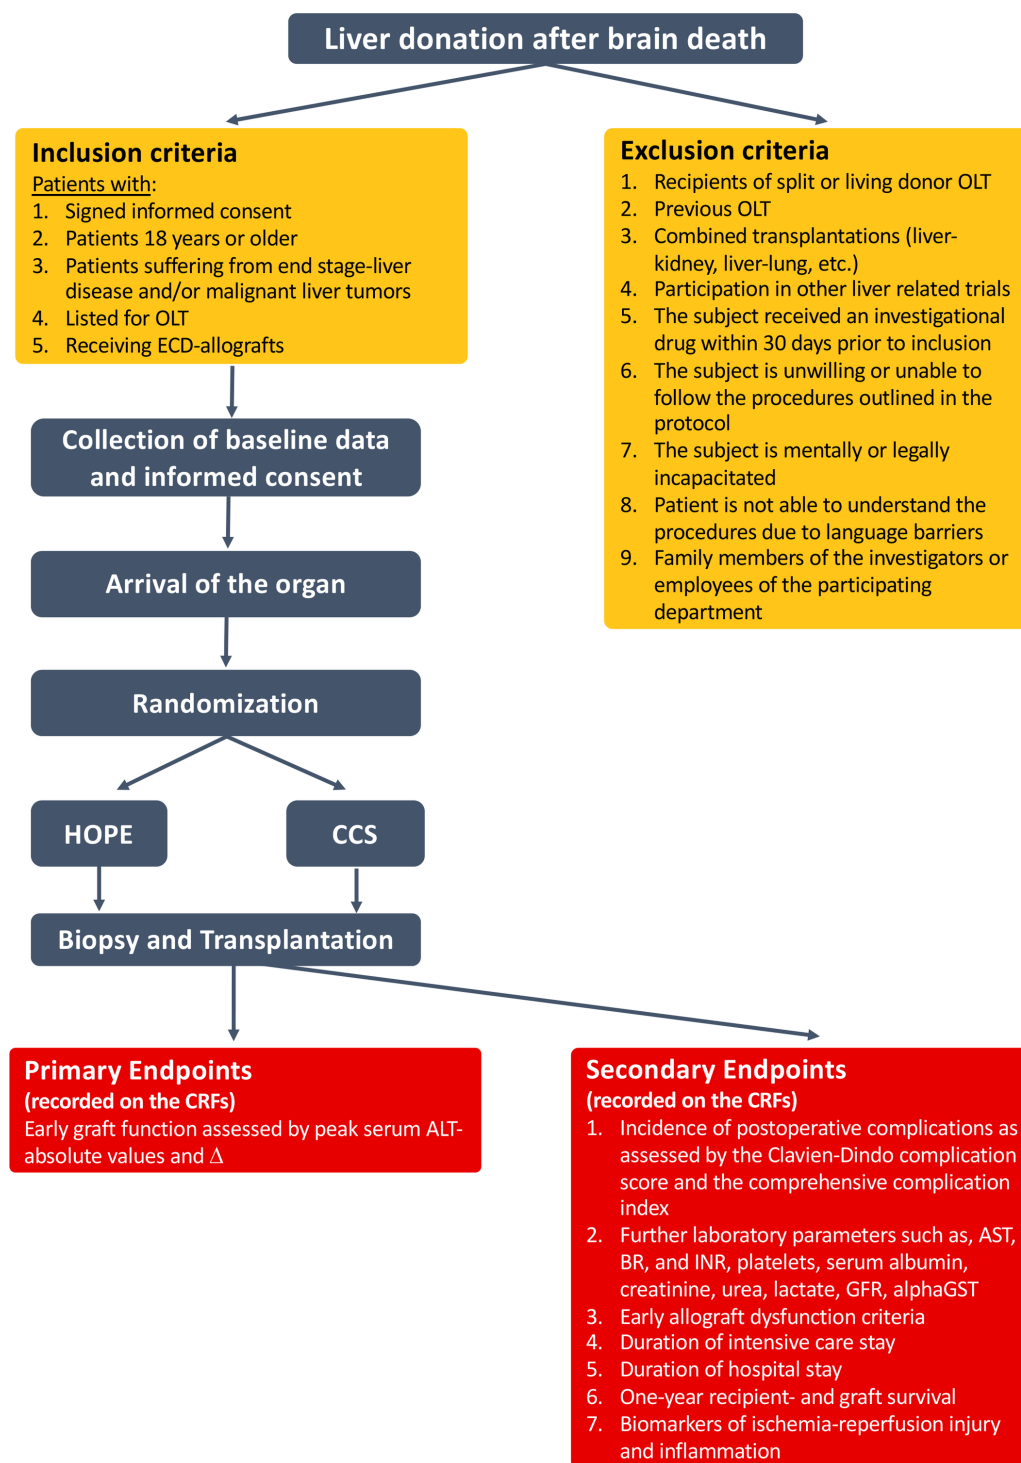 Liver donation after brain death
Inclusion criteria
Patients with:
1. Signed informed consent
2. Patients 18 years or older
3. Patients suffering from end stage-liver
disease and/or malignant liver tumors
4. Listed for OLT
5. Receiving ECD-allografts
Exclusion criteria
1. Recipients of split or living donor OLT
2. Previous OLT
3. Combined transplantations (liver-
kidney, liver-lung, etc.)
4. Participation in other liver related trials
5. The subject received an investigational
drug within 30 days prior to inclusion
6. The subject is unwilling or unable to
follow the procedures outlined in the
protocol
7. The subject is mentally or legally
incapacitated
8. Patient is not able to understand the
procedures due to language barriers
9. Family members of the investigators or
employees of the participating
department
Collection of baseline data
and informed consent
Arrival of the organ
Randomization
HOPE
CCS
Biopsy and Transplantation
Primary Endpoints
(recorded on the CRFs)
Early graft function assessed by peak serum ALT-
absolute values and Δ
Secondary Endpoints
(recorded on the CRFs)
1. Incidence of postoperative complications as
assessed by the Clavien-Dindo complication
score and the comprehensive complication
index
2. Further laboratory parameters such as, AST,
BR, and INR, platelets, serum albumin,
creatinine, urea, lactate, GFR, alphaGST
3. Early allograft dysfunction criteria
4. Duration of intensive care stay
5. Duration of hospital stay
6. One-year recipient- and graft survival
7. Biomarkers of ischemia-reperfusion injury
and inflammation